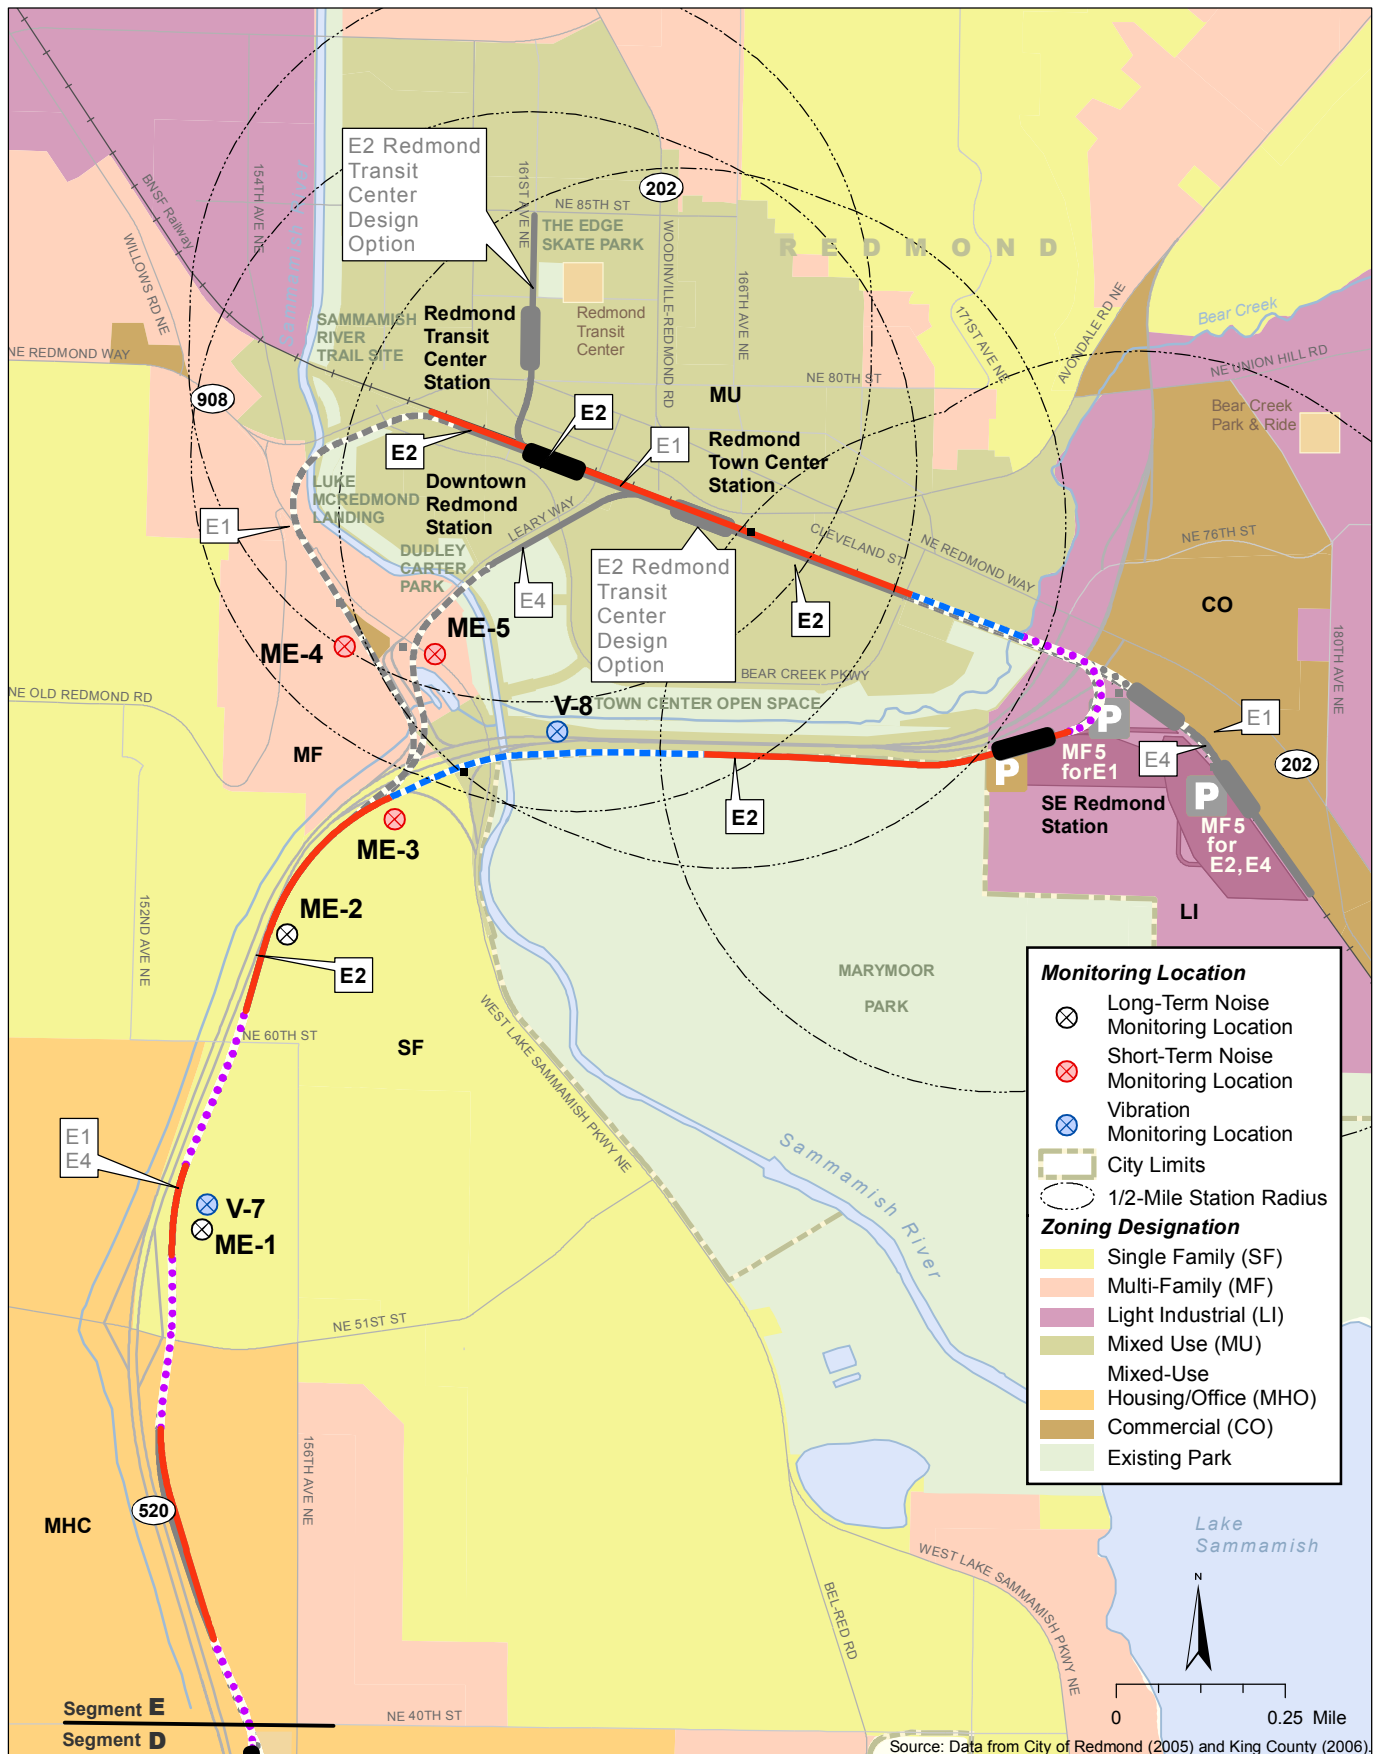 E2 Redmond
Transit
Center
Design
Option
BNSF Railway
154TH AVE NE
WILLOWS RD NE
161ST AVE NE
202
NE 85TH ST
THE EDGE
SKATE PARK
WOODINVILLE-REDMOND RD
166TH AVE NE
REDMOND
171ST AVE NE
AVONDALE RD NE
Bear Creek
NE UNION HILL RD
SAMMAMISH
RIVER
TRAIL SITE
Redmond
Transit
Center
Station
Redmond
Transit
Center
NE REDMOND WAY
908
NE 80TH ST
MU
Bear Creek
Park & Ride
E2
E2
E1
Redmond
Town Center
Station
LUKE
MCREDMOND
LANDING
Downtown
Redmond
Station
LEARY WAY
E1
CLEVELAND ST
NE REDMOND WAY
NE 76TH ST
DUDLEY
CARTER
PARK
E4
E2 Redmond
Transit
Center
Design
Option
E2
CO
180TH AVE NE
ME-4
ME-5
NE OLD REDMOND RD
BEAR CREEK PKWY
TOWN CENTER OPEN SPACE
V-8
MF
P
E1
E4
202
MF5
forE1
P
P
SE Redmond
Station
MF5
for
E2,E4
E2
ME-3
152ND AVE NE
ME-2
LI
E2
MARYMOOR
PARK
NE 60TH ST
SF
WEST LAKE SAMMAMISH PKWY NE
E1
E4
V-7
ME-1
Sammamish River
NE 51ST ST
156TH AVE NE
520
MHC
BEL-RED RD
WEST LAKE SAMMAMISH PKWY NE
Lake
Sammamish
Monitoring Location
Long-Term Noise
Monitoring Location
Short-Term Noise
Monitoring Location
Vibration
Monitoring Location
City Limits
1/2-Mile Station Radius
Zoning Designation
Single Family (SF)
Multi-Family (MF)
Light Industrial (LI)
Mixed Use (MU)
Mixed-Use
Housing/Office (MHO)
Commercial (CO)
Existing Park
N
0 0.25 Mile
Segment E
Segment D
NE 40TH ST
Source: Data from City of Redmond (2005) and King County (2006).